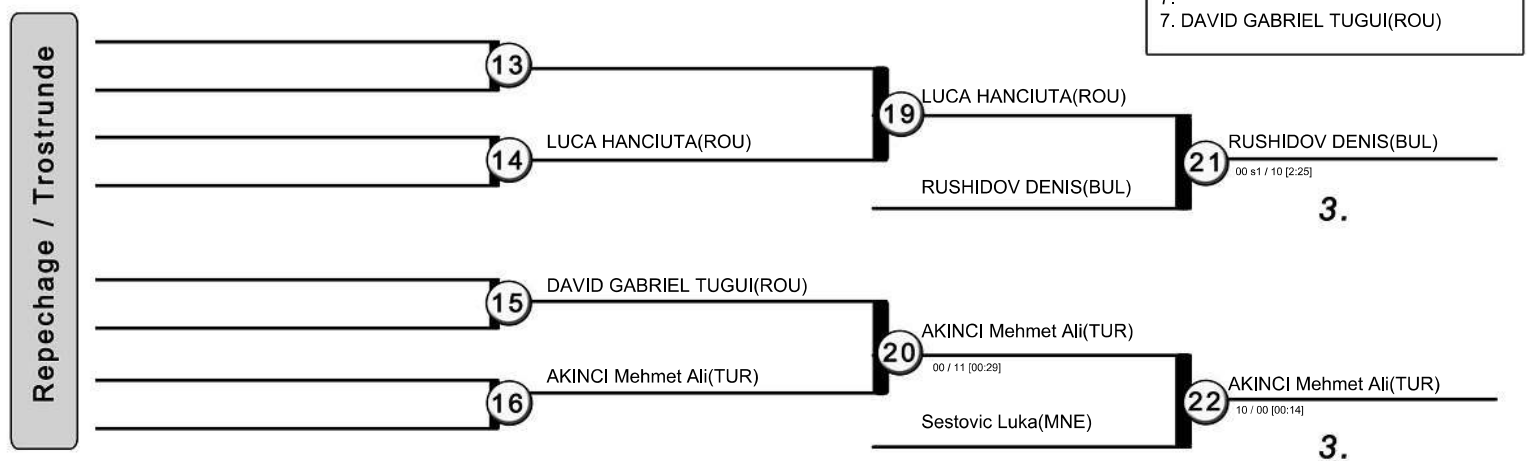 7.
7. DAVID GABRIEL TUGUI(ROU)
Repechage / Trostrunde
13
14
LUCA HANCIUTA(ROU)
19
LUCA HANCIUTA(ROU)
RUSHIDOV DENIS(BUL)
21
RUSHIDOV DENIS(BUL)
00 s1 / 10 [2:25]
3.
15
DAVID GABRIEL TUGUI(ROU)
16
AKINCI Mehmet Ali(TUR)
20
AKINCI Mehmet Ali(TUR)
00 / 11 [00:29]
Sestovic Luka(MNE)
22
AKINCI Mehmet Ali(TUR)
10 / 00 [00:14]
3.